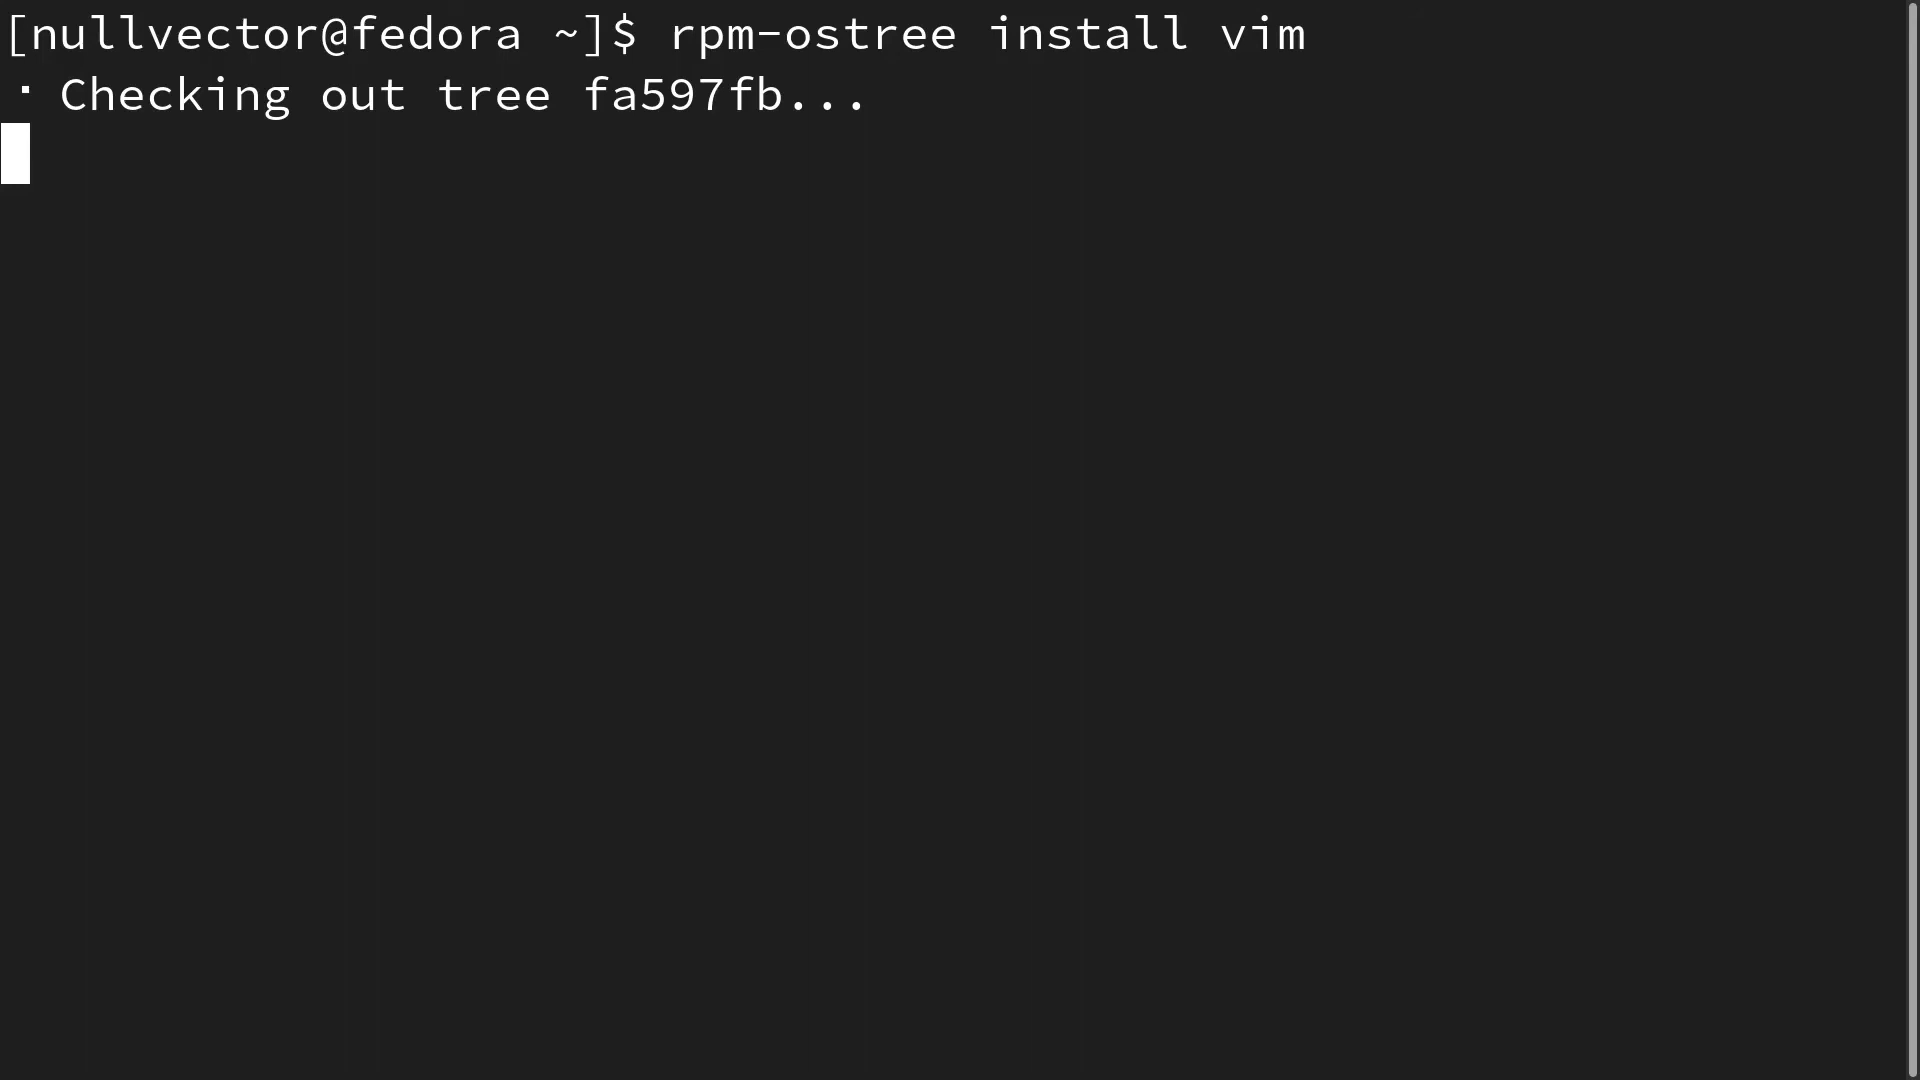 [nullvector@fedora ~]$ rpm-ostree install vim
⠂ Checking out tree fa597fb...